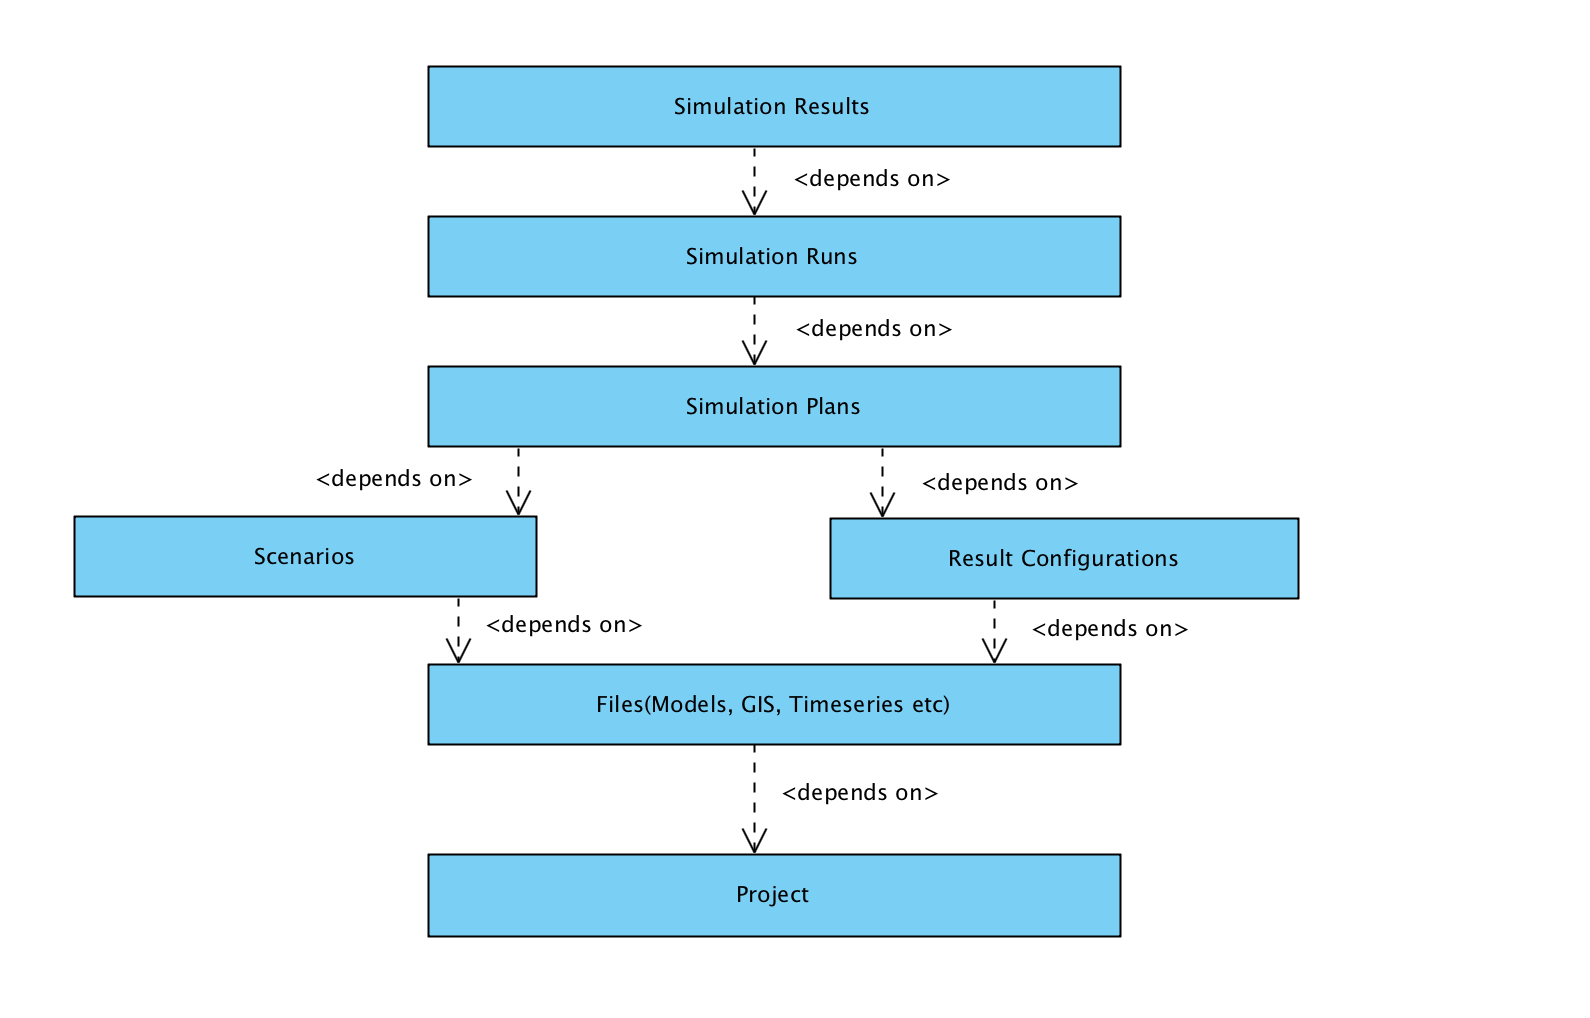 Simulation Results
<depends on>
Simulation Runs
<depends on>
Simulation Plans
<depends on>
<depends on>
Scenarios
Result Configurations
<depends on>
<depends on>
Files(Models, GIS, Timeseries etc)
<depends on>
Project